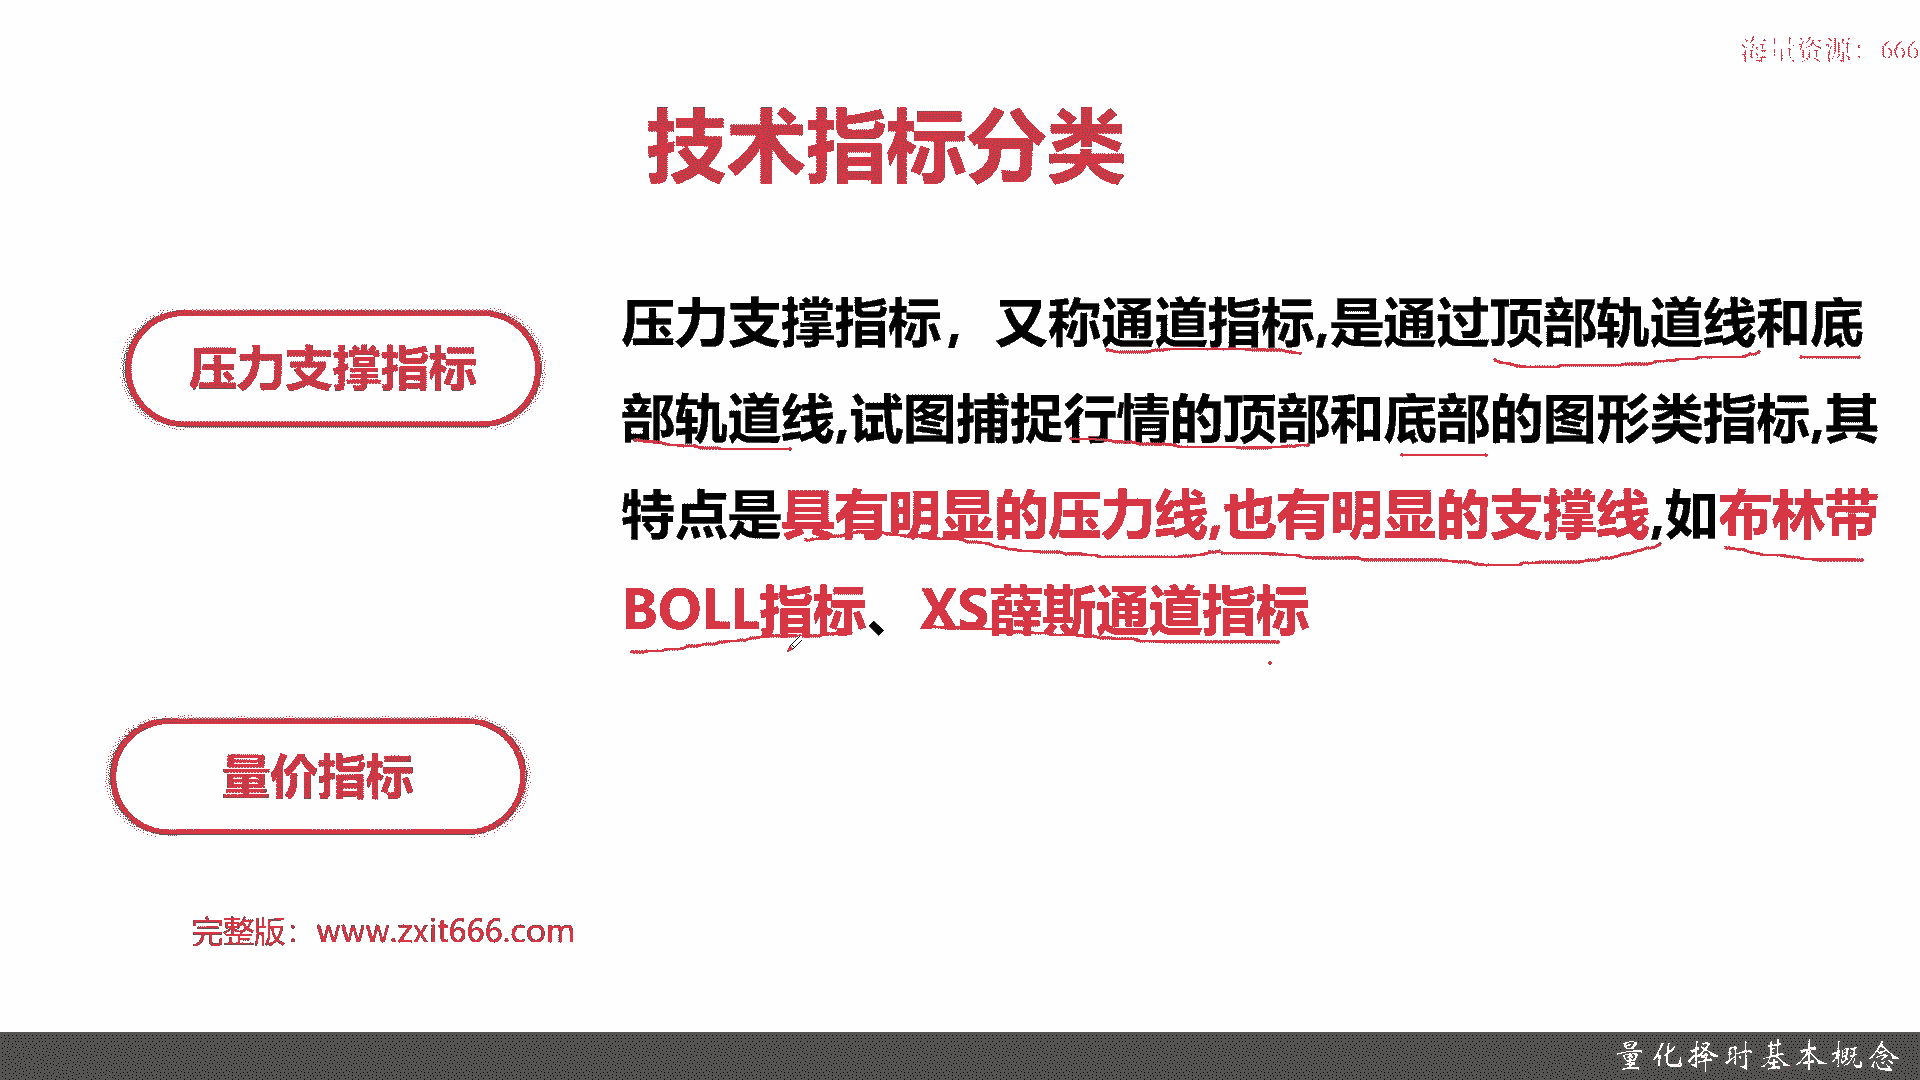 海量资源：666
技术指标分类
压力支撑指标
压力支撑指标，又称通道指标,是通过顶部轨道线和底
部轨道线,试图捕捉行情的顶部和底部的图形类指标,其
特点是具有明显的压力线,也有明显的支撑线,如布林带
BOLL指标、XS薛斯通道指标
量价指标
完整版：www.zxit666.com
量化择时基本概念